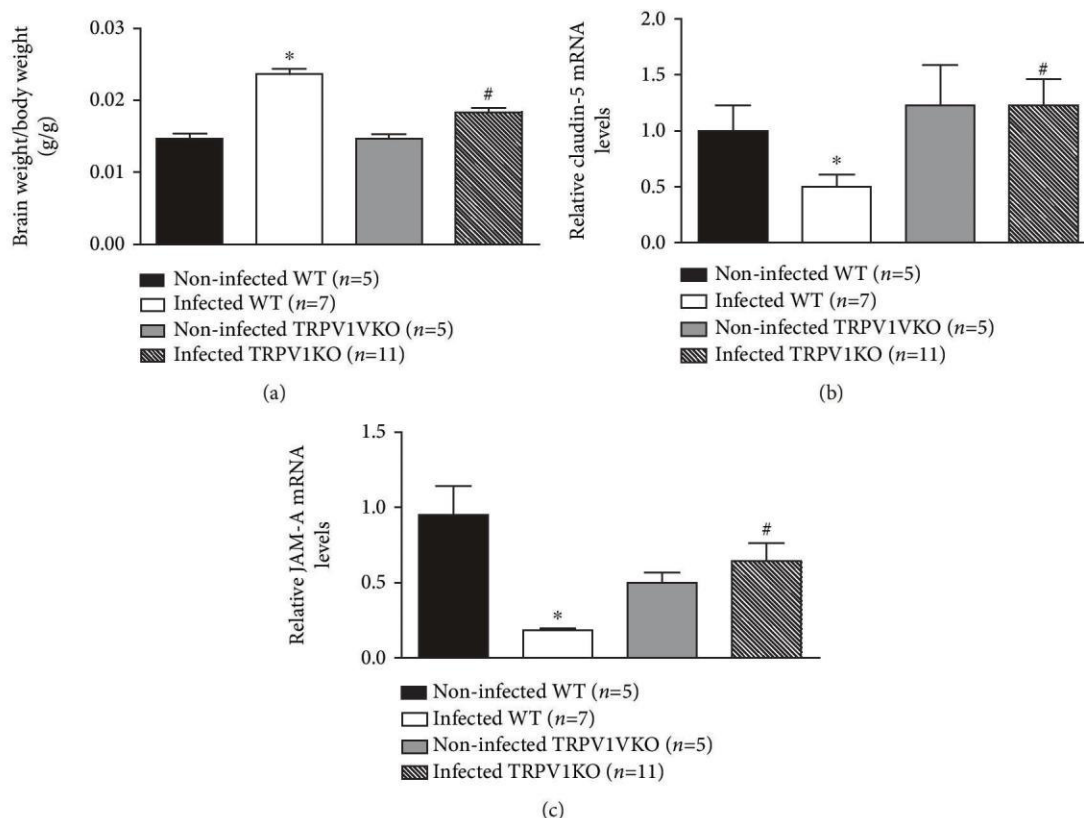 Brain weight/body weight
(g/g)
0.03
0.02
0.01
0.00
*
#
Non-infected WT (n=5)
Infected WT (n=7)
Non-infected TRPV1VKO (n=5)
Infected TRPV1KO (n=11)
(a)
Relative claudin-5 mRNA
levels
2.0
1.5
1.0
0.5
0.0
*
#
Non-infected WT (n=5)
Infected WT (n=7)
Non-infected TRPV1VKO (n=5)
Infected TRPV1KO (n=11)
(b)
Relative JAM-A mRNA
levels
1.5
1.0
0.5
0.0
*
#
Non-infected WT (n=5)
Infected WT (n=7)
Non-infected TRPV1VKO (n=5)
Infected TRPV1KO (n=11)
(c)